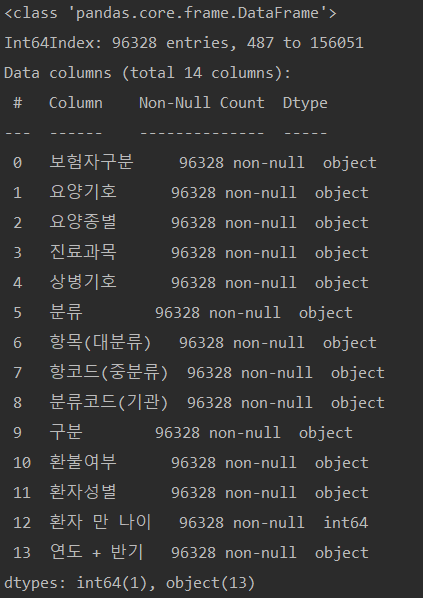 <class 'pandas.core.frame.DataFrame'>
Int64Index: 96328 entries, 487 to 156051
Data columns (total 14 columns):
 #   Column    Non-Null Count  Dtype
---  ------    --------------  -----
 0   보험자구분     96328 non-null  object
 1   요양기호      96328 non-null  object
 2   요양종별      96328 non-null  object
 3   진료과목      96328 non-null  object
 4   상병기호      96328 non-null  object
 5   분류        96328 non-null  object
 6   항목(대분류)   96328 non-null  object
 7   항코드(중분류)  96328 non-null  object
 8   분류코드(기관)  96328 non-null  object
 9   구분        96328 non-null  object
 10  환불여부      96328 non-null  object
 11  환자성별      96328 non-null  object
 12  환자 만 나이   96328 non-null  int64
 13  연도 + 반기   96328 non-null  object
dtypes: int64(1), object(13)